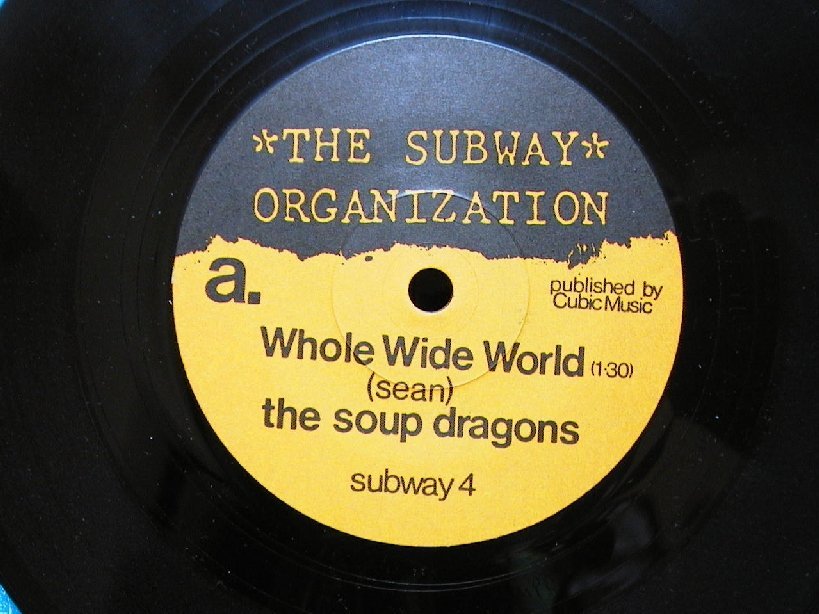 *THE SUBWAY*
ORGANIZATION
a.
published by
Cubic Music
Whole Wide World (1·30)
(sean)
the soup dragons
subway 4